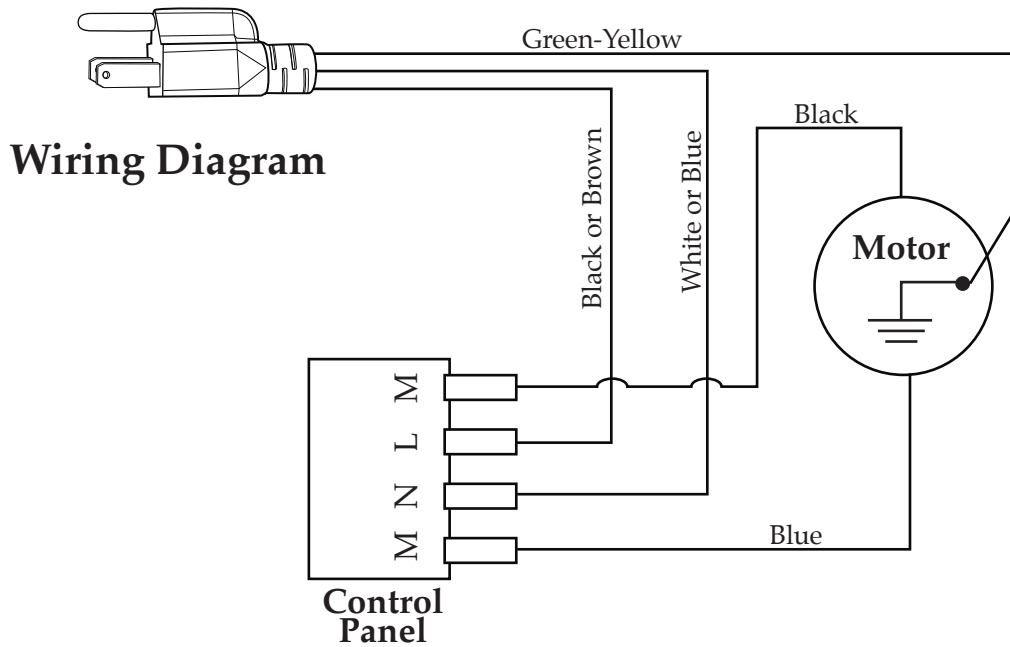 Green-Yellow
Black
Wiring Diagram
Black or Brown
White or Blue
Motor
M
L
N
M
Blue
Control
Panel